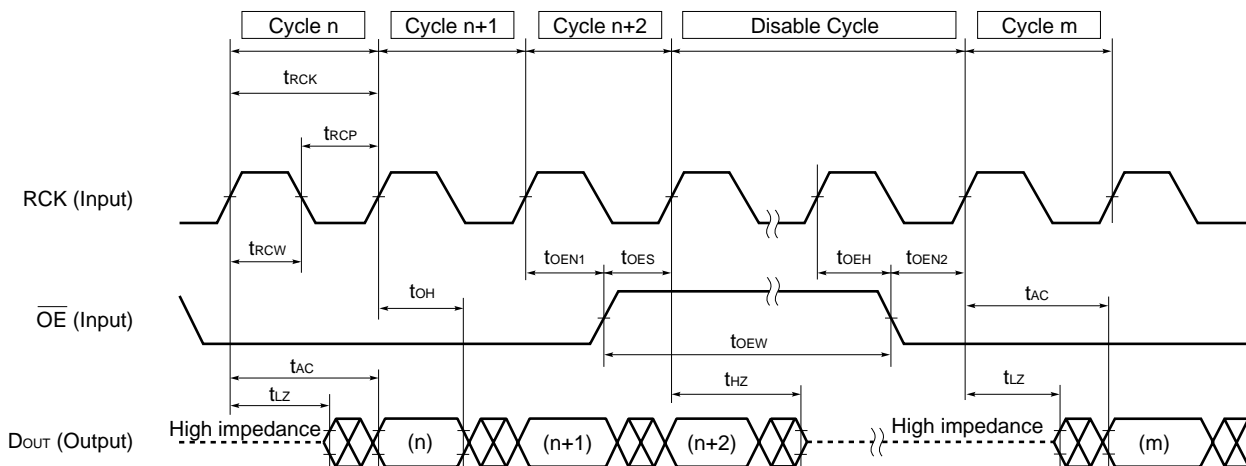 Cycle n Cycle n+1 Cycle n+2 Disable Cycle Cycle m
tRCK
tRCP
RCK (Input)
tRCW tOEN1 tOES tOEH tOEN2
tOH tAC
OE (Input)
tOEW
tAC
tLZ tHZ tLZ
High impedance High impedance
DOUT (Output) (n) (n+1) (n+2) (m)